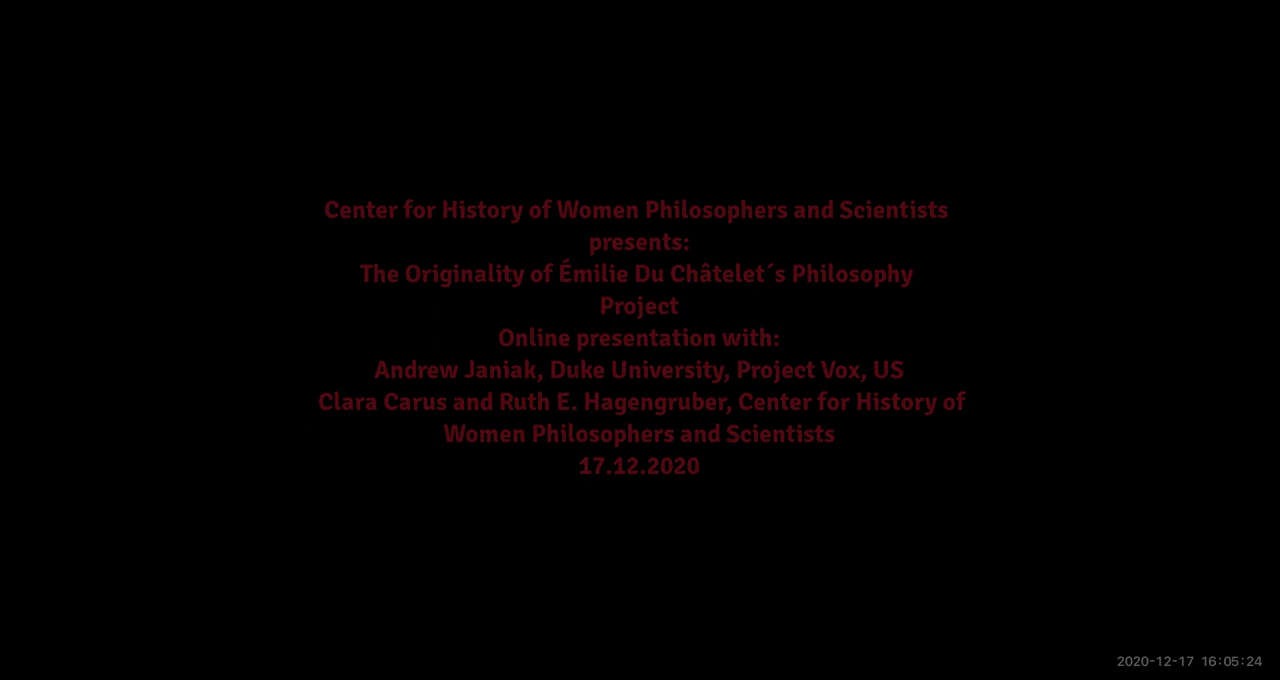 Center for History of Women Philosophers and Scientists
presents:
The Originality of Émilie Du Châtelet´s Philosophy
Project
Online presentation with:
Andrew Janiak, Duke University, Project Vox, US
Clara Carus and Ruth E. Hagengruber, Center for History of
Women Philosophers and Scientists
17.12.2020
2020-12-17 16:05:24